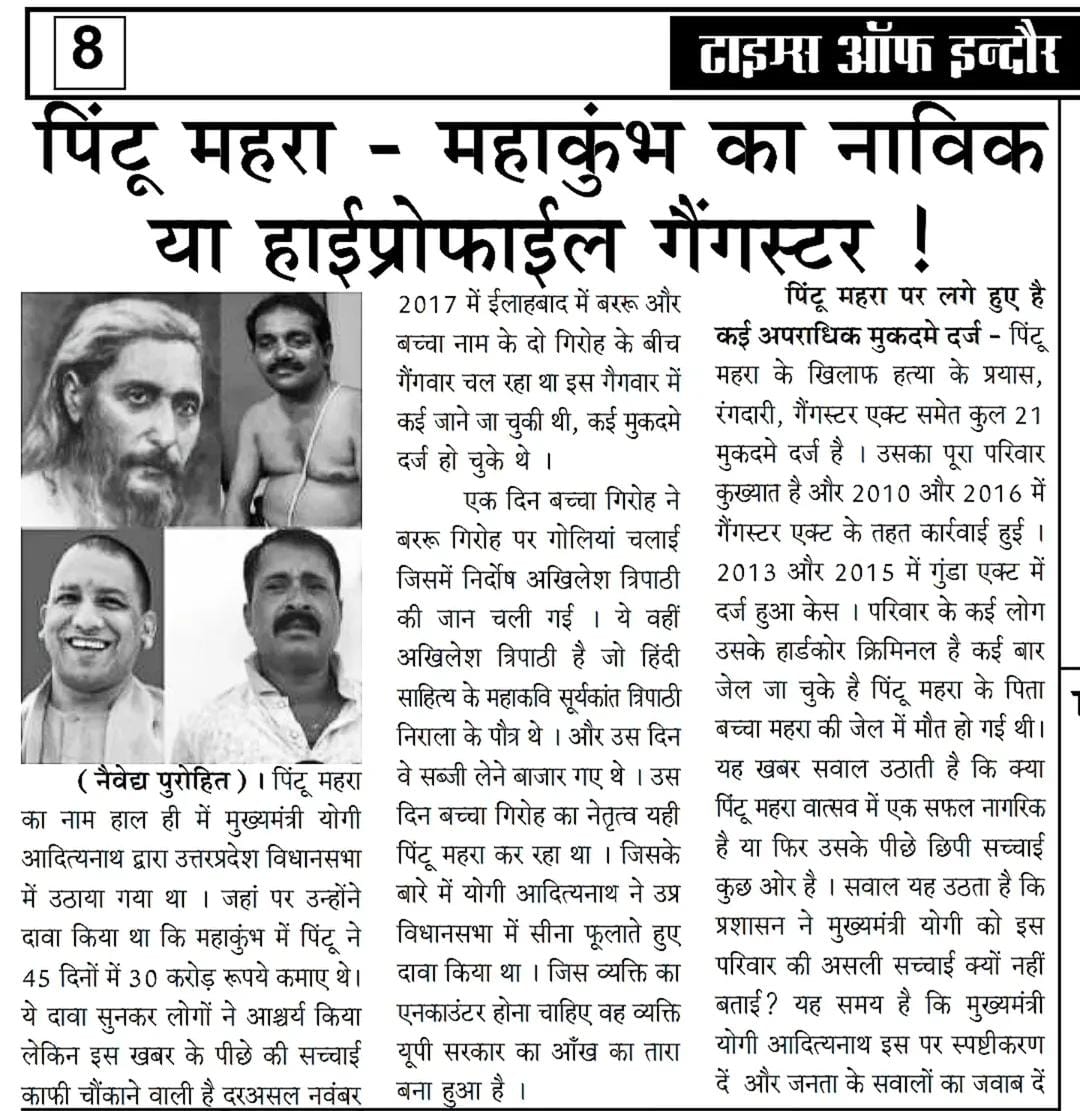 8
टाइम्स ऑफ इन्दौर
पिंटू महरा - महाकुंभ का नाविक
या हाईप्रोफाईल गैंगस्टर !
( नैवेद्य पुरोहित ) । पिंटू महरा
का नाम हाल ही में मुख्यमंत्री योगी
आदित्यनाथ द्वारा उत्तरप्रदेश विधानसभा
में उठाया गया था । जहां पर उन्होंने
दावा किया था कि महाकुंभ में पिंटू ने
45 दिनों में 30 करोड़ रूपये कमाए थे।
ये दावा सुनकर लोगों ने आश्चर्य किया
लेकिन इस खबर के पीछे की सच्चाई
काफी चौंकाने वाली है दरअसल नवंबर
2017 में ईलाहबाद में बररू और
बच्चा नाम के दो गिरोह के बीच
गैंगवार चल रहा था इस गैगवार में
कई जाने जा चुकी थी, कई मुकदमे
दर्ज हो चुके थे ।
एक दिन बच्चा गिरोह ने
बररू गिरोह पर गोलियां चलाई
जिसमें निर्दोष अखिलेश त्रिपाठी
की जान चली गई । ये वहीं
अखिलेश त्रिपाठी है जो हिंदी
साहित्य के महाकवि सूर्यकांत त्रिपाठी
निराला के पौत्र थे । और उस दिन
वे सब्जी लेने बाजार गए थे । उस
दिन बच्चा गिरोह का नेतृत्व यही
पिंटू महरा कर रहा था । जिसके
बारे में योगी आदित्यनाथ ने उप्र
विधानसभा में सीना फूलाते हुए
दावा किया था । जिस व्यक्ति का
एनकाउंटर होना चाहिए वह व्यक्ति
यूपी सरकार का आँख का तारा
बना हुआ है ।
पिंटू महरा पर लगे हुए है
कई अपराधिक मुकदमे दर्ज - पिंटू
महरा के खिलाफ हत्या के प्रयास,
रंगदारी, गैंगस्टर एक्ट समेत कुल 21
मुकदमे दर्ज है । उसका पूरा परिवार
कुख्यात है और 2010 और 2016 में
गैंगस्टर एक्ट के तहत कार्रवाई हुई ।
2013 और 2015 में गुंडा एक्ट में
दर्ज हुआ केस । परिवार के कई लोग
उसके हार्डकोर क्रिमिनल है कई बार
जेल जा चुके है पिंटू महरा के पिता
बच्चा महरा की जेल में मौत हो गई थी।
यह खबर सवाल उठाती है कि क्या
पिंटू महरा वात्सव में एक सफल नागरिक
है या फिर उसके पीछे छिपी सच्चाई
कुछ ओर है । सवाल यह उठता है कि
प्रशासन ने मुख्यमंत्री योगी को इस
परिवार की असली सच्चाई क्यों नहीं
बताई? यह समय है कि मुख्यमंत्री
योगी आदित्यनाथ इस पर स्पष्टीकरण
दें और जनता के सवालों का जवाब दें